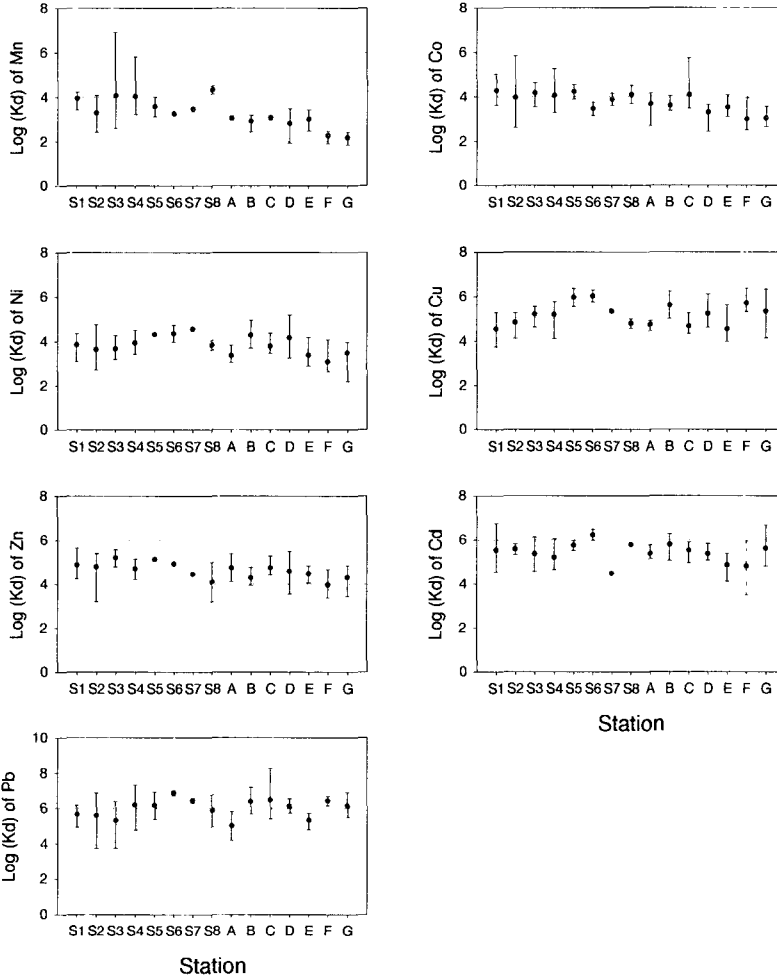 Log (Kd) of Mn
8
6
4
2
0
S1 S2 S3 S4 S5 S6 S7 S8 A B C D E F G
Log (Kd) of Co
8
6
4
2
0
S1 S2 S3 S4 S5 S6 S7 S8 A B C D E F G
Log (Kd) of Ni
8
6
4
2
0
S1 S2 S3 S4 S5 S6 S7 S8 A B C D E F G
Log (Kd) of Cu
8
6
4
2
0
S1 S2 S3 S4 S5 S6 S7 S8 A B C D E F G
Log (Kd) of Zn
8
6
4
2
0
S1 S2 S3 S4 S5 S6 S7 S8 A B C D E F G
Log (Kd) of Cd
8
6
4
2
0
S1 S2 S3 S4 S5 S6 S7 S8 A B C D E F G
Station
Log (Kd) of Pb
10
8
6
4
2
0
S1 S2 S3 S4 S5 S6 S7 S8 A B C D E F G
Station